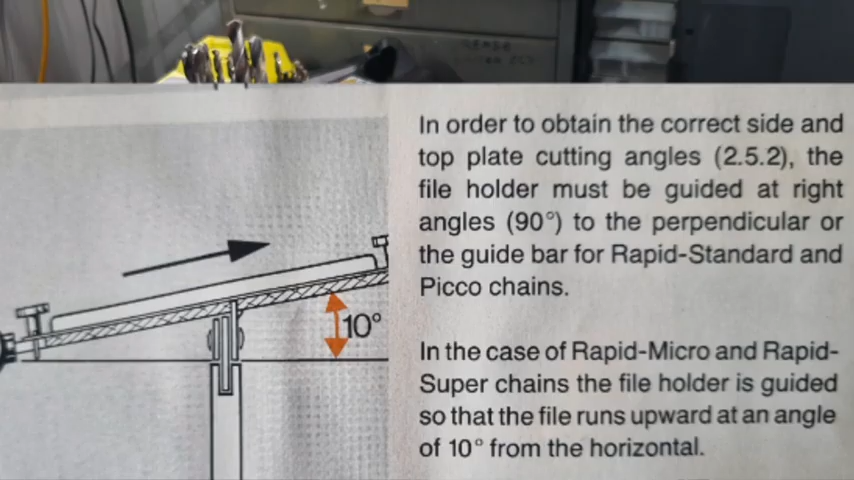 10°
In order to obtain the correct side and
top plate cutting angles (2.5.2), the
file holder must be guided at right
angles (90°) to the perpendicular or
the guide bar for Rapid-Standard and
Picco chains.
In the case of Rapid-Micro and Rapid-
Super chains the file holder is guided
so that the file runs upward at an angle
of 10° from the horizontal.